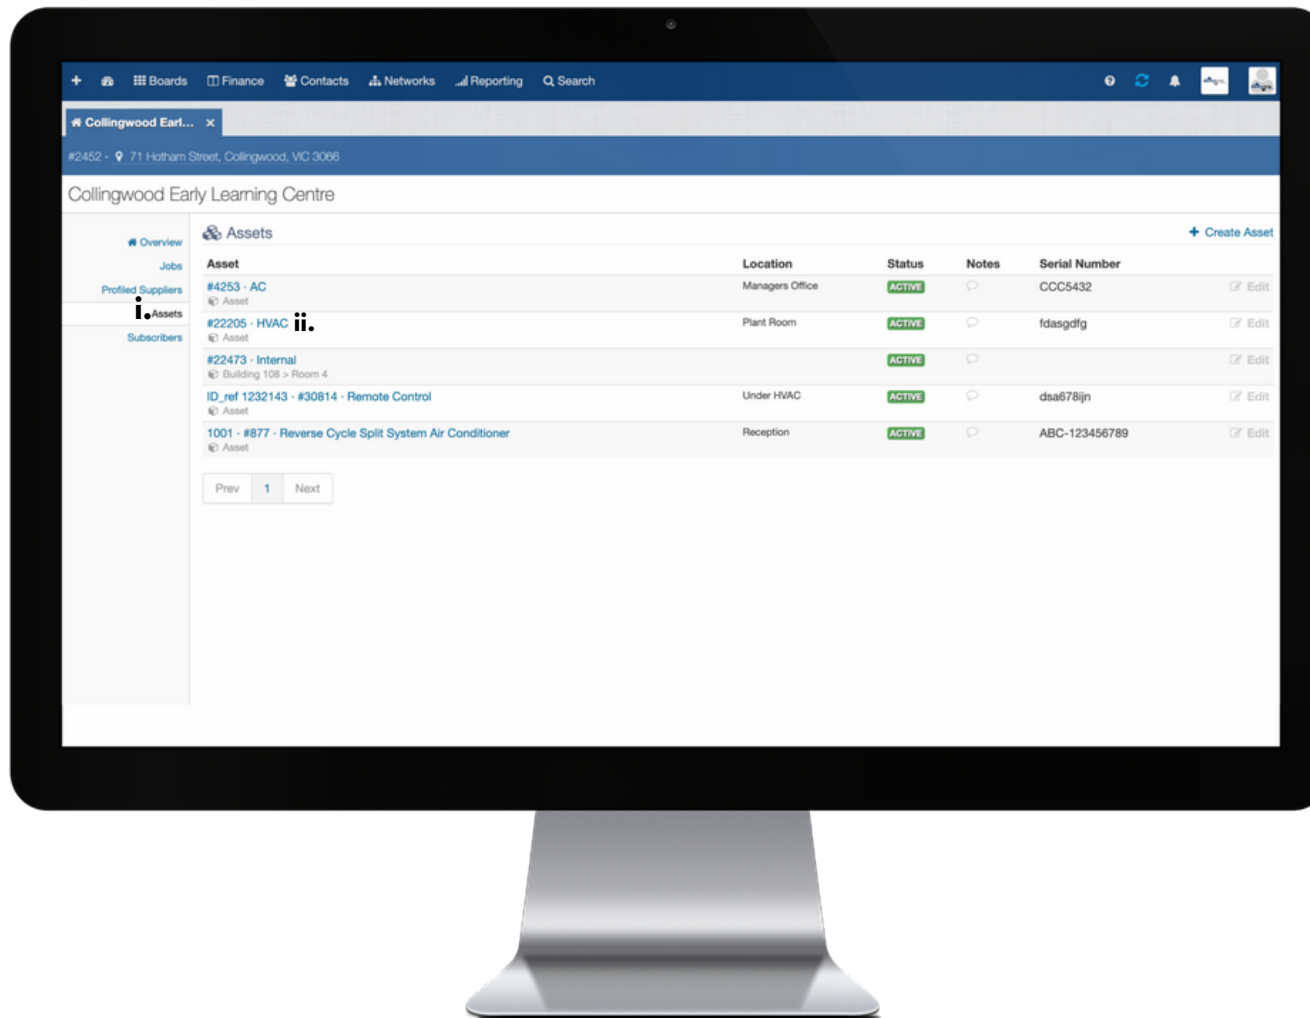 + Boards Finance Contacts Networks Reporting Search
Collingwood Earl... ×
#2452 · 71 Hotham Street, Collingwood, VIC 3066
Collingwood Early Learning Centre
Overview
Jobs
Profiled Suppliers
i. Assets
Subscribers
Assets + Create Asset
Asset Location Status Notes Serial Number
#4253 · AC Managers Office ACTIVE CCC5432 Edit
Asset
#22205 · HVAC ii. Plant Room ACTIVE fdasgdfg Edit
Asset
#22473 · Internal ACTIVE Edit
Building 108 > Room 4
ID_ref 1232143 · #30814 · Remote Control Under HVAC ACTIVE dsa678ijn Edit
Asset
1001 · #877 · Reverse Cycle Split System Air Conditioner Reception ACTIVE ABC-123456789 Edit
Asset
Prev 1 Next